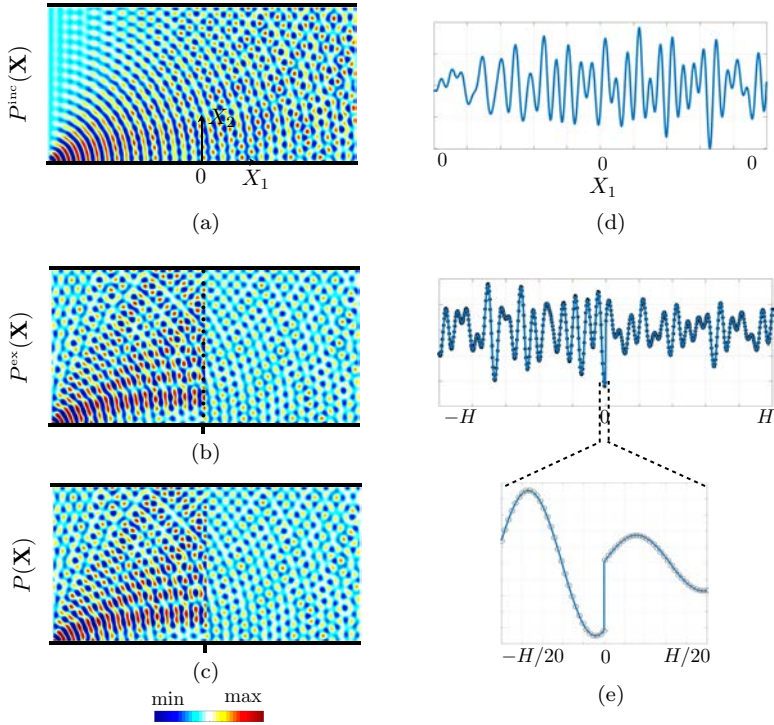 P^inc(X)
X_2
0
X_1
(a)
0
0
0
X_1
(d)
P^ex(X)
(b)
−H
0
H
P(X)
(c)
−H/20
0
H/20
(e)
min
max